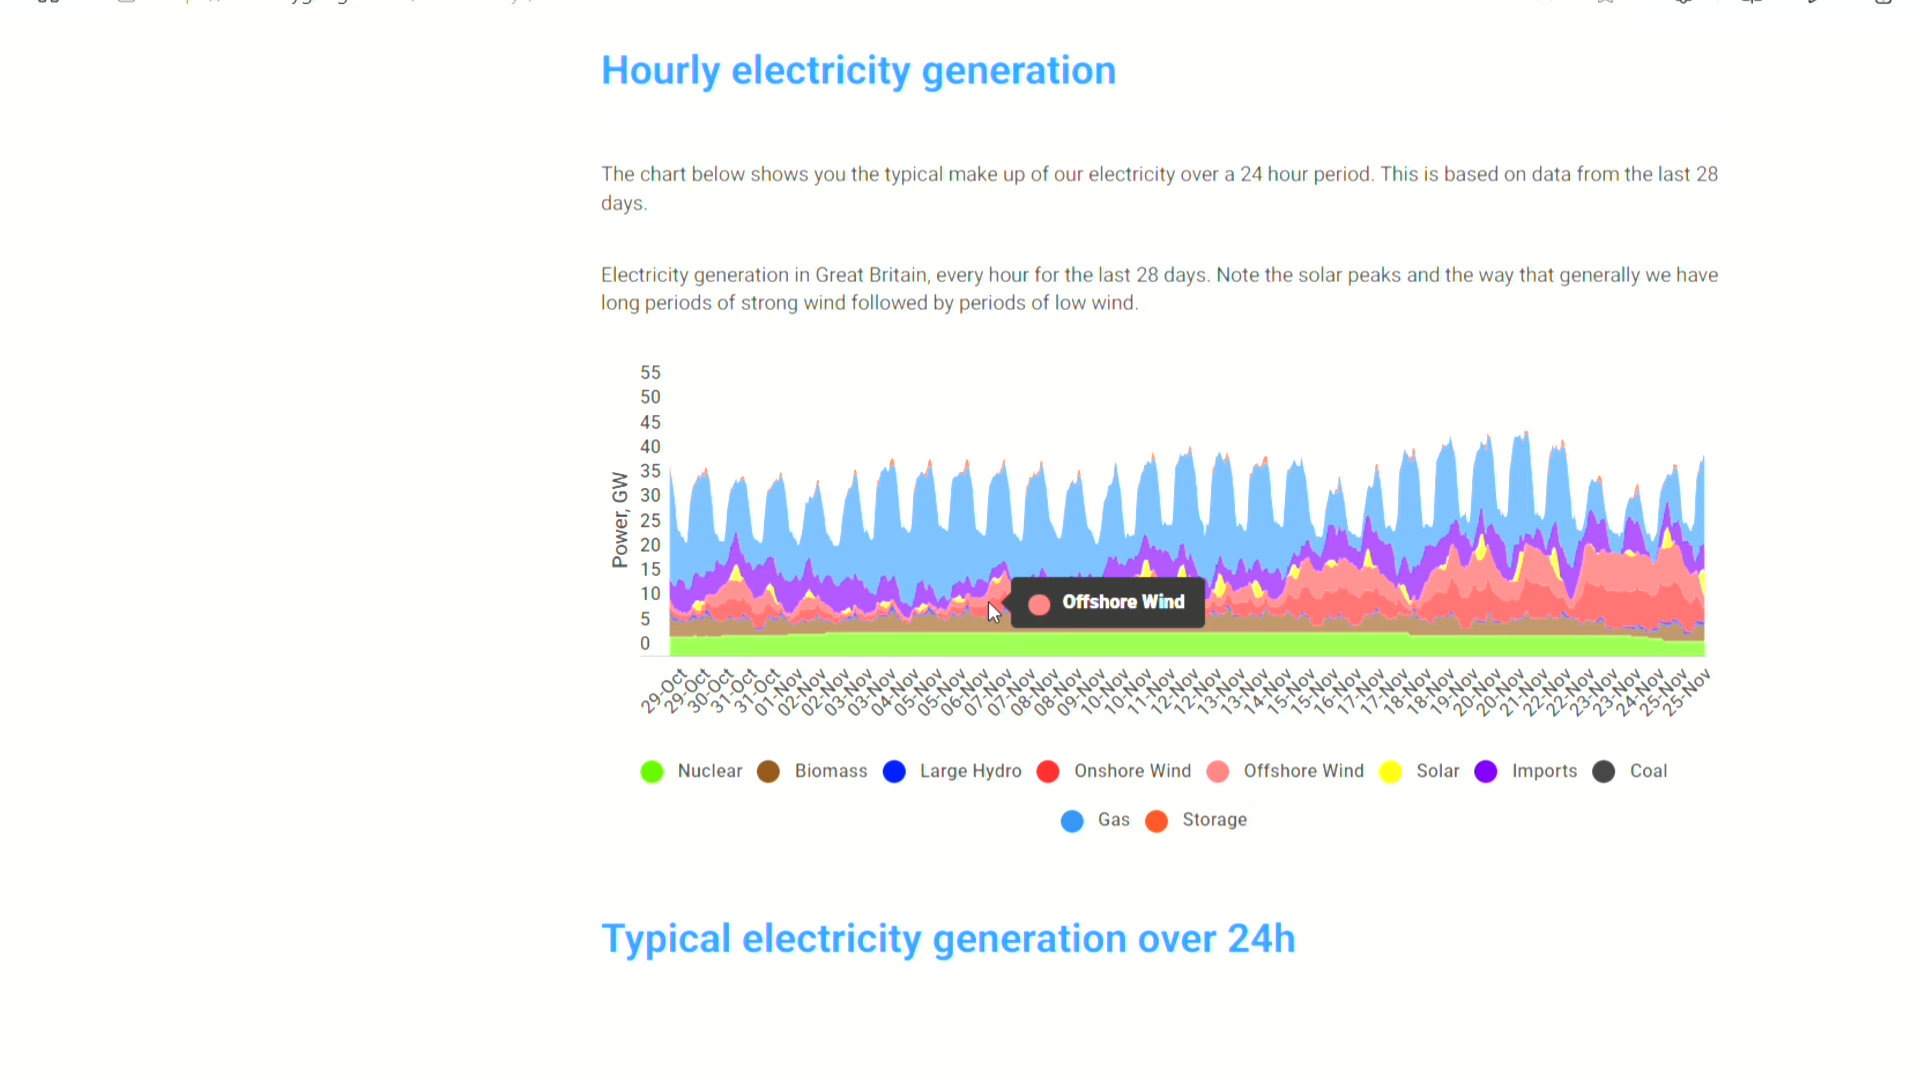 Hourly electricity generation
The chart below shows you the typical make up of our electricity over a 24 hour period. This is based on data from the last 28
days.
Electricity generation in Great Britain, every hour for the last 28 days. Note the solar peaks and the way that generally we have
long periods of strong wind followed by periods of low wind.
55
50
45
40
35
30
25
20
15
10
5
0
Power, GW
Offshore Wind
29-Oct
29-Oct
30-Oct
31-Oct
31-Oct
01-Nov
02-Nov
02-Nov
03-Nov
03-Nov
04-Nov
05-Nov
05-Nov
06-Nov
07-Nov
07-Nov
08-Nov
08-Nov
09-Nov
10-Nov
10-Nov
11-Nov
12-Nov
12-Nov
13-Nov
13-Nov
14-Nov
15-Nov
15-Nov
16-Nov
17-Nov
17-Nov
18-Nov
18-Nov
19-Nov
20-Nov
20-Nov
21-Nov
22-Nov
22-Nov
23-Nov
23-Nov
24-Nov
25-Nov
25-Nov
Nuclear Biomass Large Hydro Onshore Wind Offshore Wind Solar Imports Coal
Gas Storage
Typical electricity generation over 24h